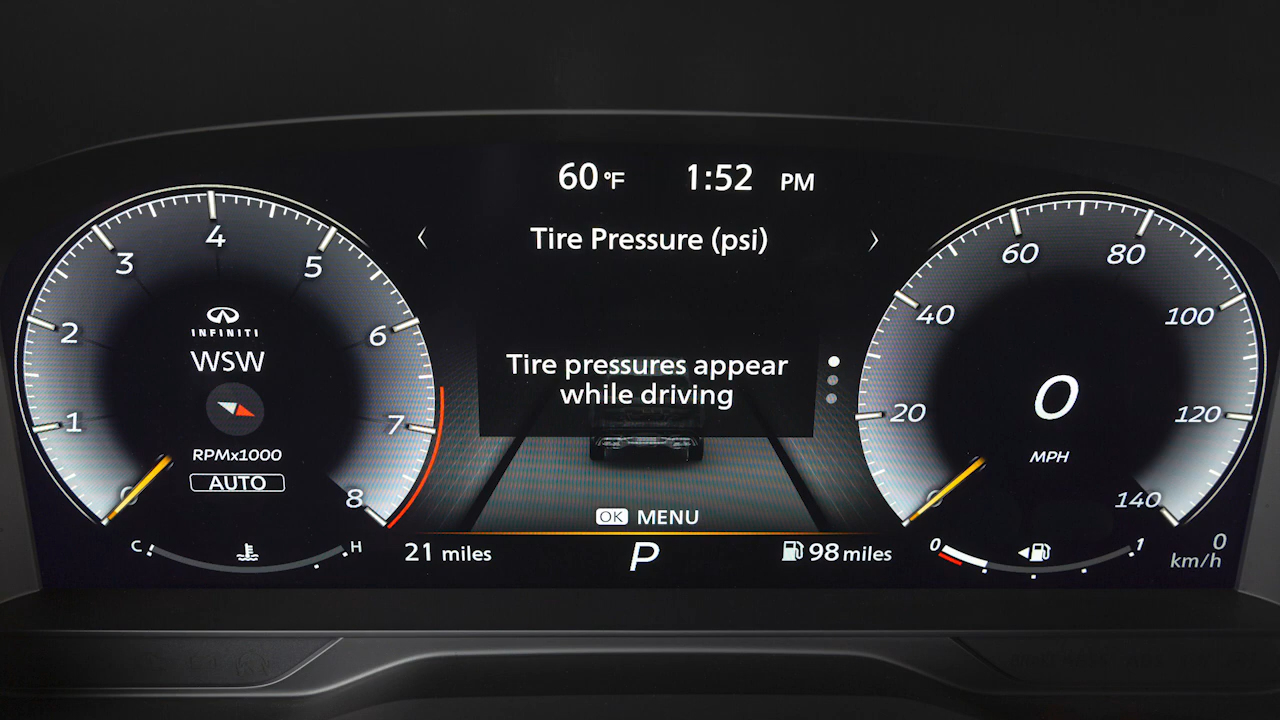 60 °F 1:52 PM
Tire Pressure (psi)
Tire pressures appear
while driving
OK MENU
21 miles
P
98 miles
0
1
2
3
4
5
6
7
8
INFINITI
WSW
RPMx1000
AUTO
C
H
0
20
40
60
80
100
120
140
0
MPH
0
1
0
km/h